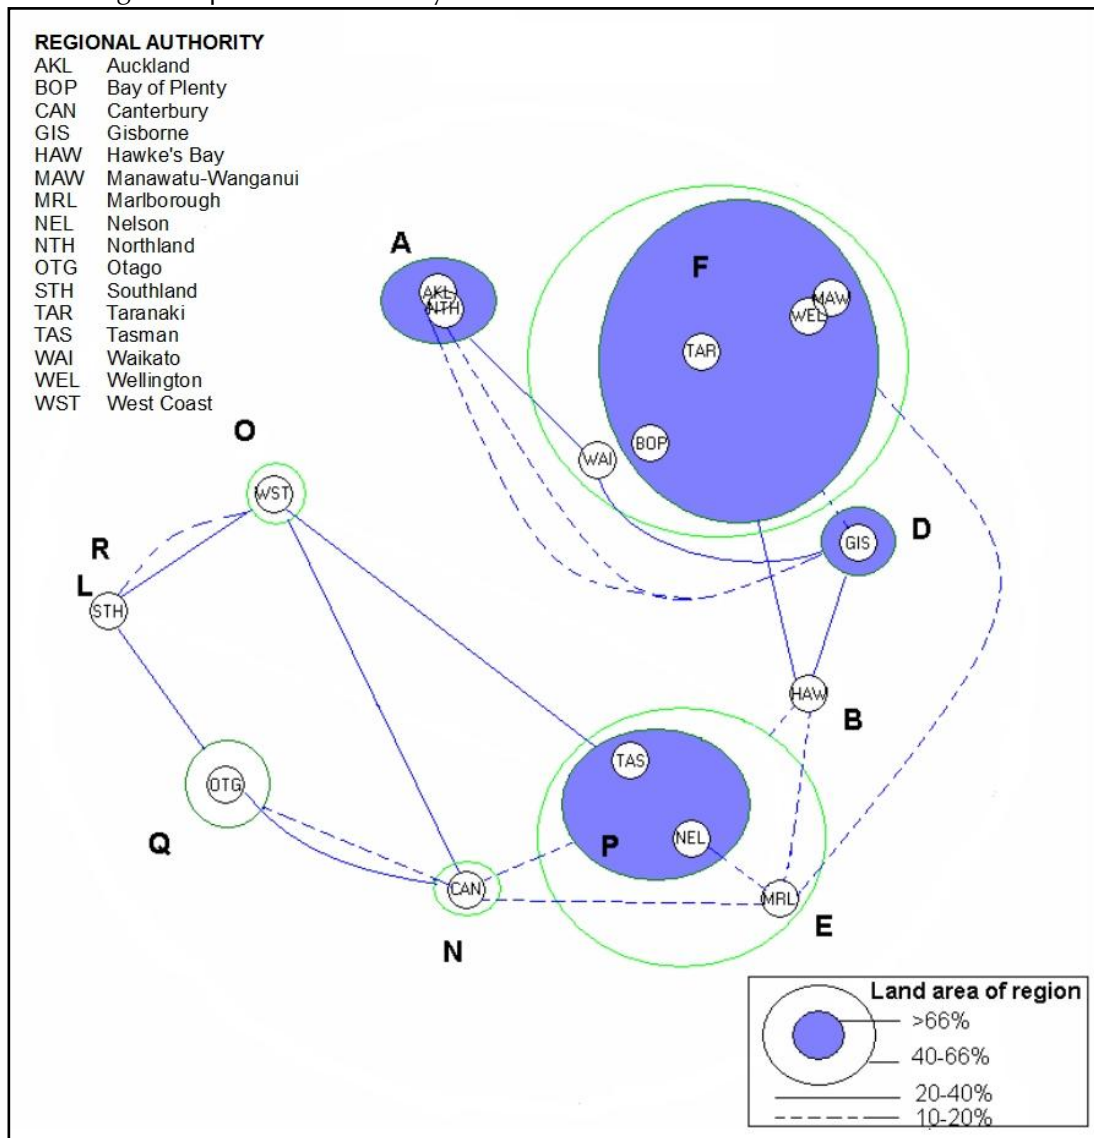 REGIONAL AUTHORITY
AKL Auckland
BOP Bay of Plenty
CAN Canterbury
GIS Gisborne
HAW Hawke's Bay
MAW Manawatu-Wanganui
MRL Marlborough
NEL Nelson
NTH Northland
OTG Otago
STH Southland
TAR Taranaki
TAS Tasman
WAI Waikato
WEL Wellington
WST West Coast
A
F
AKL
NTH
MAW
WEL
TAR
O
BOP
WAI
WST
D
GIS
R
L
STH
HAW
B
TAS
OTG
Q
P
NEL
CAN
MRL
E
N
Land area of region
>66%
40-66%
20-40%
10-20%